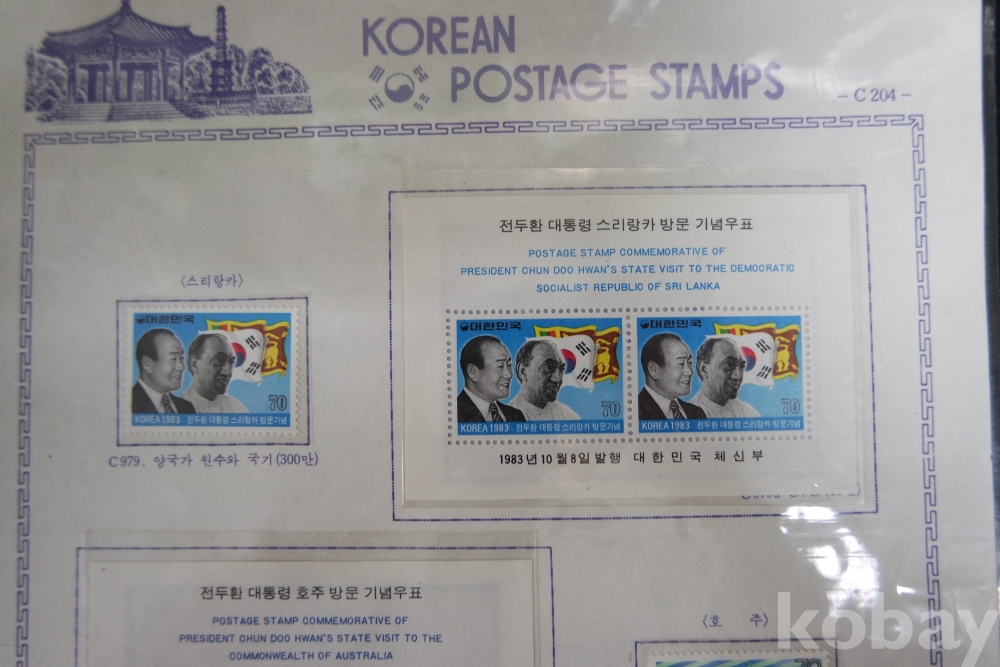 KOREAN
POSTAGE STAMPS
- C 204 -
전두환 대통령 스리랑카 방문 기념우표
POSTAGE STAMP COMMEMORATIVE OF
PRESIDENT CHUN DOO HWAN'S STATE VISIT TO THE DEMOCRATIC
SOCIALIST REPUBLIC OF SRI LANKA
〈스리랑카〉
대한민국
70
KOREA 1983 전두환 대통령 스리랑카 방문기념
C979. 양국가 원수와 국기(300만)
대한민국
70
KOREA 1983 전두환 대통령 스리랑카 방문기념
대한민국
70
KOREA 1983 전두환 대통령 스리랑카 방문기념
1983년 10월 8일 발행 대한민국 체신부
전두환 대통령 호주 방문 기념우표
POSTAGE STAMP COMMEMORATIVE OF
PRESIDENT CHUN DOO HWAN'S STATE VISIT TO THE
COMMONWEALTH OF AUSTRALIA
〈호 주〉
70
kobay